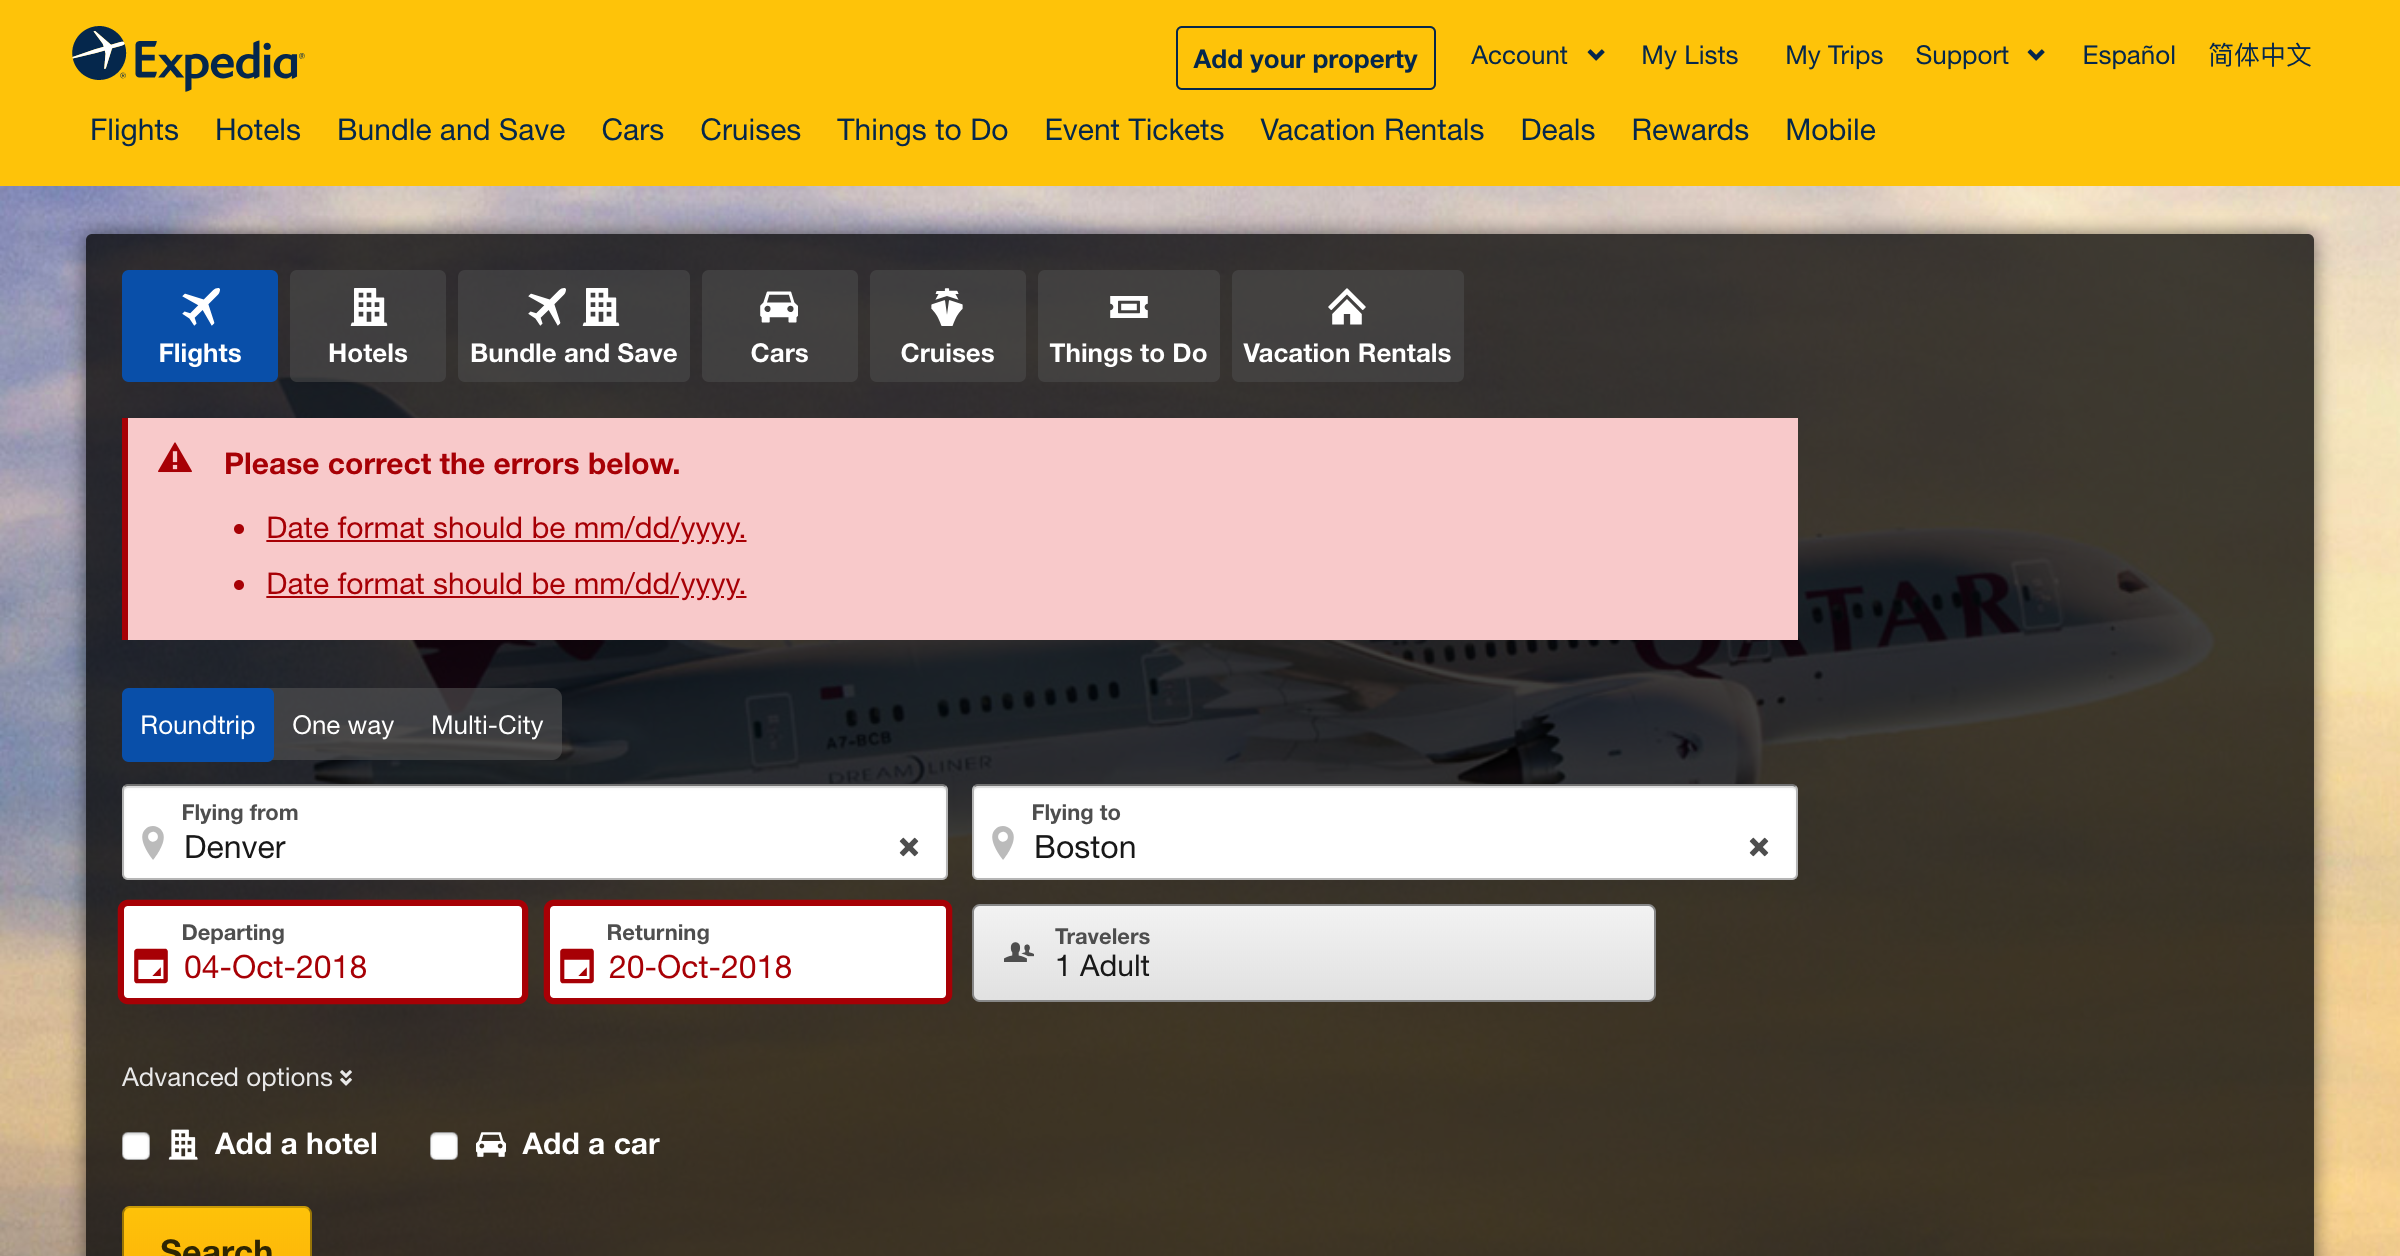 Expedia
Add your property Account My Lists My Trips Support Español 简体中文
Flights Hotels Bundle and Save Cars Cruises Things to Do Event Tickets Vacation Rentals Deals Rewards Mobile
Flights Hotels Bundle and Save Cars Cruises Things to Do Vacation Rentals
Please correct the errors below.
• Date format should be mm/dd/yyyy.
• Date format should be mm/dd/yyyy.
QATAR
Roundtrip One way Multi-City
A7-BCB
DREAMLINER
Flying from
Denver
Flying to
Boston
Departing
04-Oct-2018
Returning
20-Oct-2018
Travelers
1 Adult
Advanced options
Add a hotel Add a car
Search